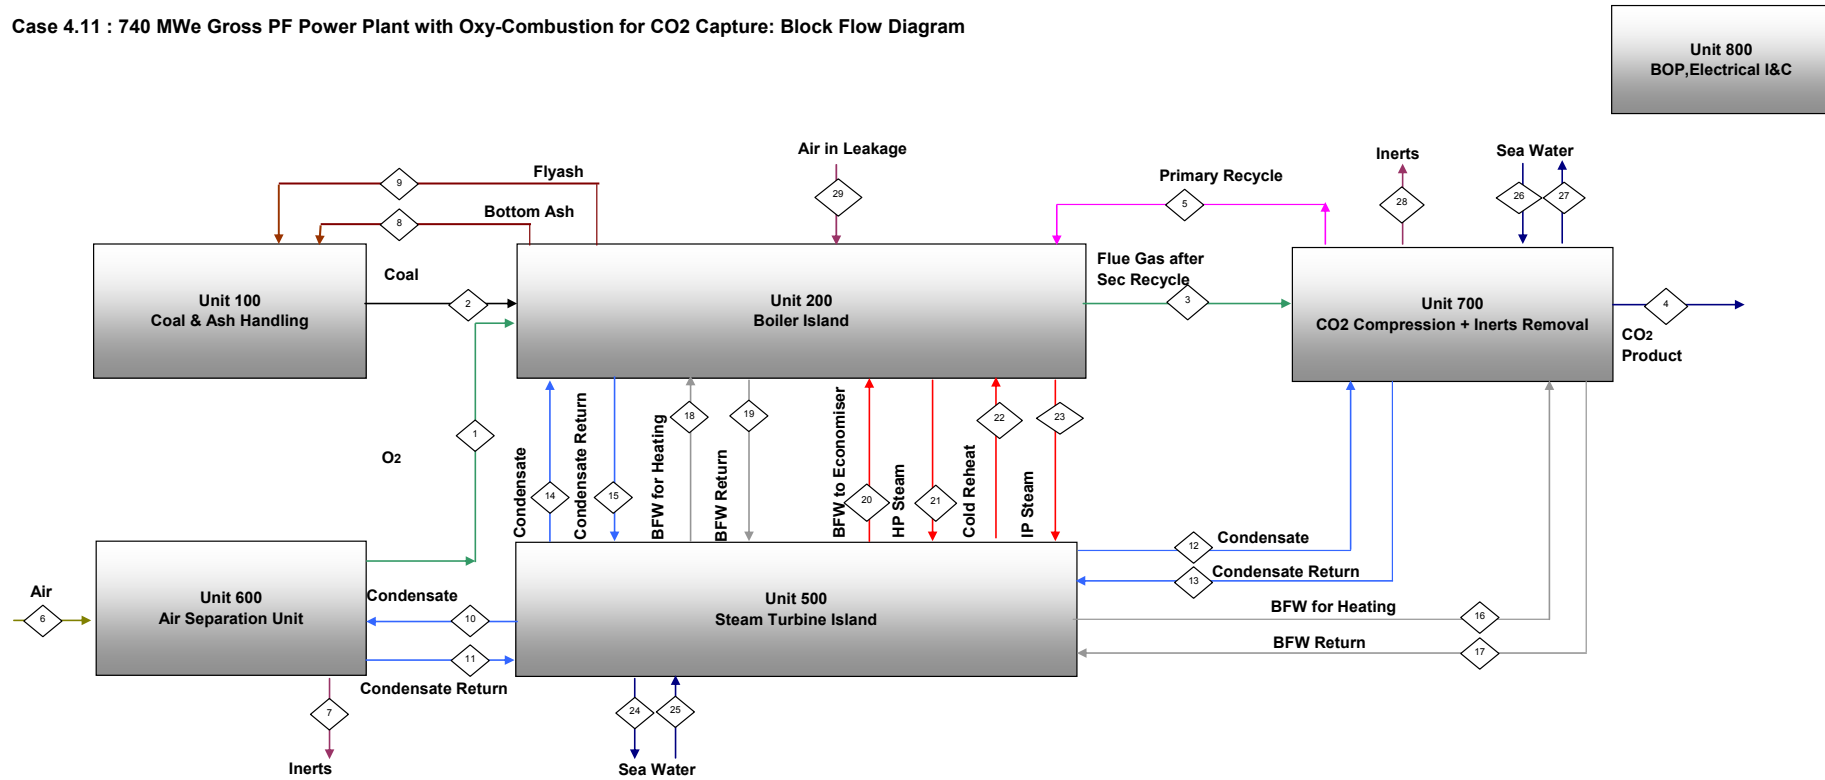 Case 4.11 : 740 MWe Gross PF Power Plant with Oxy-Combustion for CO2 Capture: Block Flow Diagram
Unit 800
BOP,Electrical I&C
Air in Leakage
Inerts
Sea Water
Flyash
Primary Recycle
9
29
5
28
26
27
Bottom Ash
8
Coal
Flue Gas after
Sec Recycle
Unit 100
Coal & Ash Handling
2
Unit 200
Boiler Island
3
Unit 700
CO2 Compression + Inerts Removal
4
CO2
Product
1
O2
Condensate
14
Condensate Return
15
BFW for Heating
18
BFW Return
19
BFW to Economiser
20
HP Steam
21
Cold Reheat
22
IP Steam
23
12
Condensate
13
Condensate Return
Air
6
Unit 600
Air Separation Unit
Condensate
10
11
Condensate Return
Unit 500
Steam Turbine Island
BFW for Heating
16
BFW Return
17
7
24
25
Inerts
Sea Water